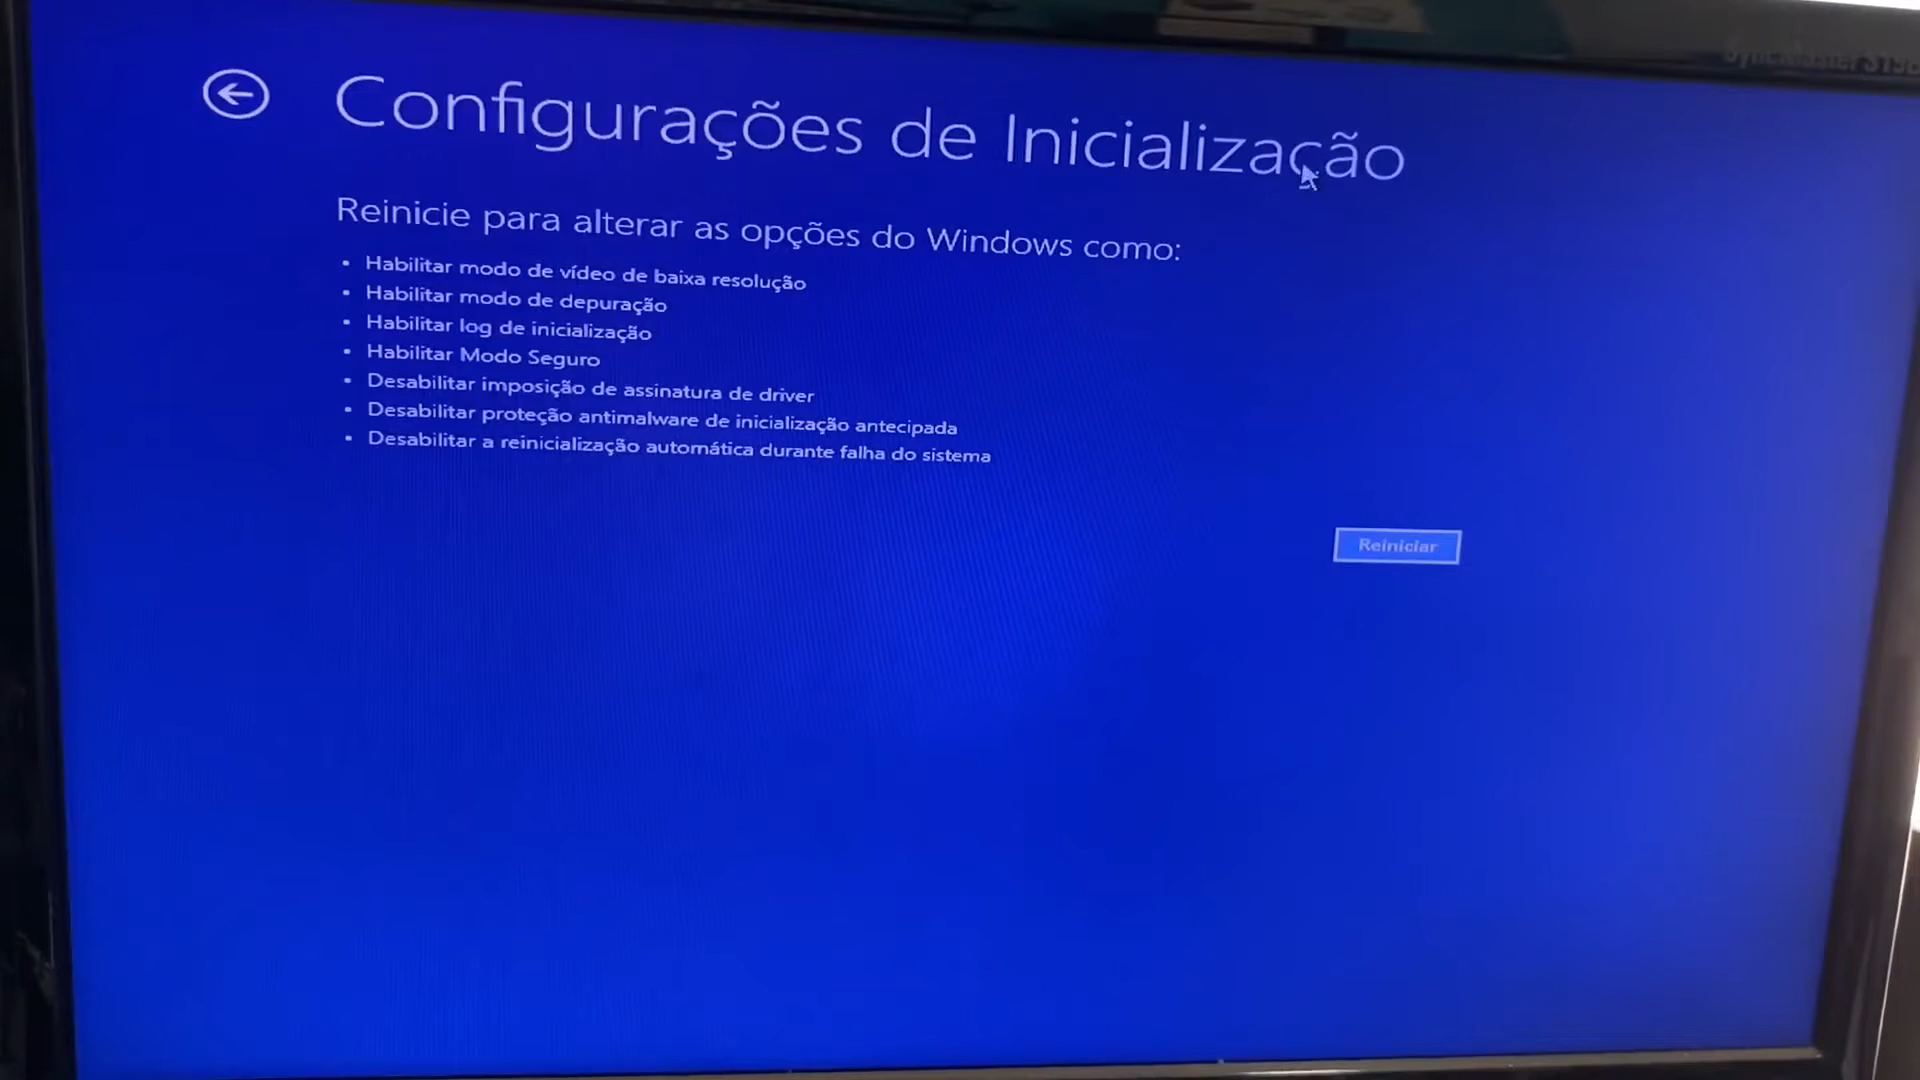 Configurações de Inicialização
Reinicie para alterar as opções do Windows como:
• Habilitar modo de vídeo de baixa resolução
• Habilitar modo de depuração
• Habilitar log de inicialização
• Habilitar Modo Seguro
• Desabilitar imposição de assinatura de driver
• Desabilitar proteção antimalware de inicialização antecipada
• Desabilitar a reinicialização automática durante falha do sistema
Reiniciar